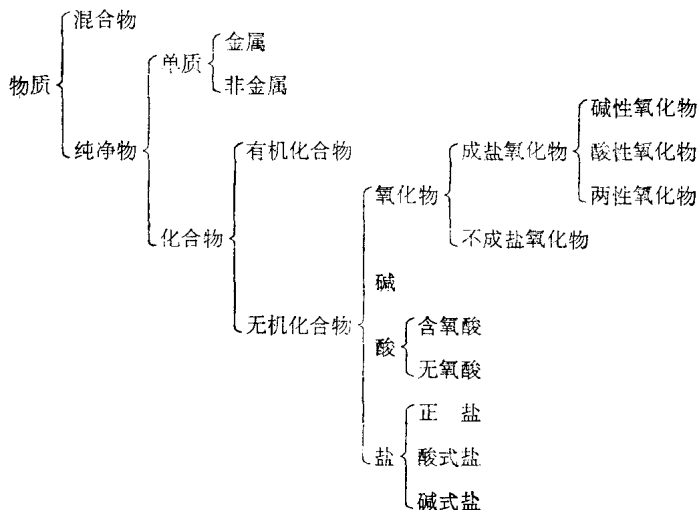 混合物
金属
单质
物质
非金属
碱性氧化物
纯净物
有机化合物
成盐氧化物
酸性氧化物
氧化物
两性氧化物
化合物
不成盐氧化物
碱
无机化合物
含氧酸
酸
无氧酸
正 盐
盐
酸式盐
碱式盐